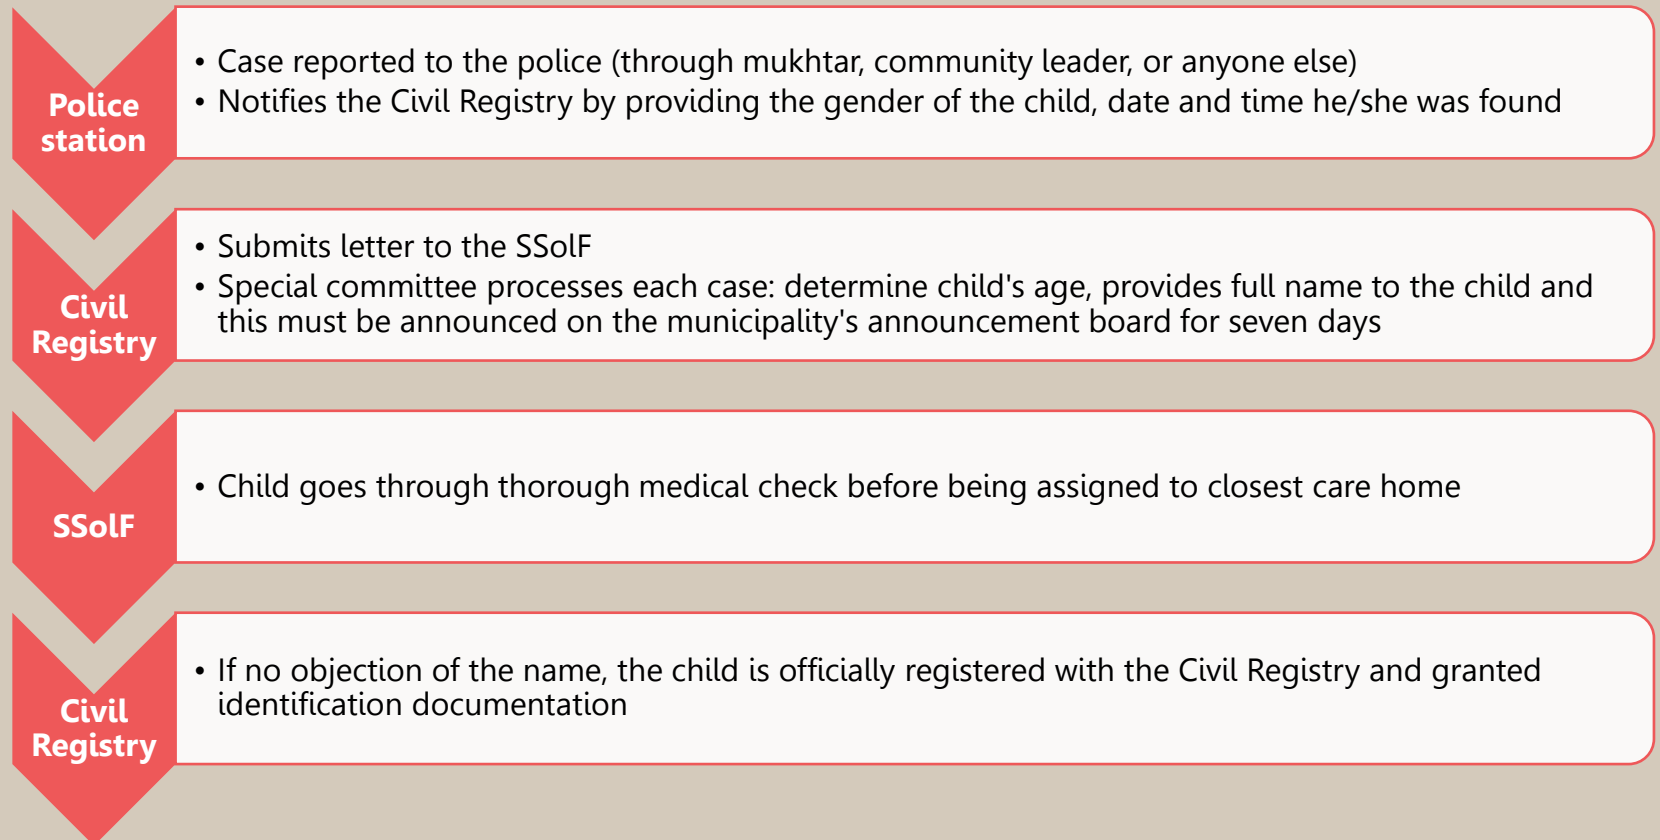 Police
station
• Case reported to the police (through mukhtar, community leader, or anyone else)
• Notifies the Civil Registry by providing the gender of the child, date and time he/she was found
Civil
Registry
• Submits letter to the SSolF
• Special committee processes each case: determine child's age, provides full name to the child and
this must be announced on the municipality's announcement board for seven days
SSolF
• Child goes through thorough medical check before being assigned to closest care home
Civil
Registry
• If no objection of the name, the child is officially registered with the Civil Registry and granted
identification documentation